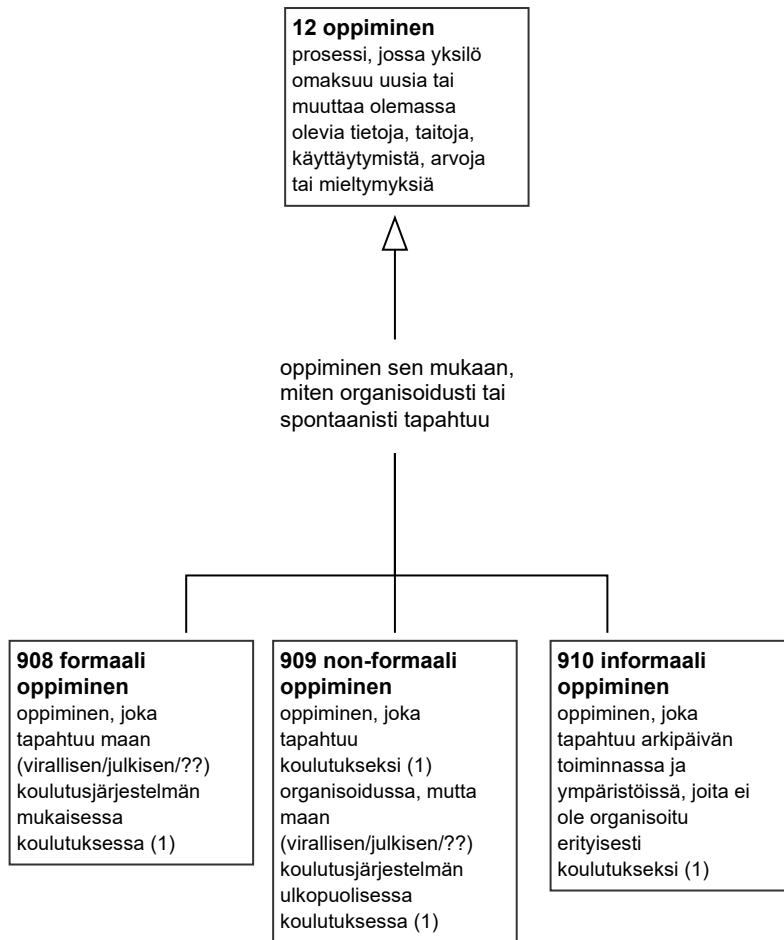 12 oppiminen
prosessi, jossa yksilö
omaksuu uusia tai
muuttaa olemassa
olevia tietoja, taitoja,
käyttäytymistä, arvoja
tai mieltymyksiä
oppiminen sen mukaan,
miten organisoidusti tai
spontaanisti tapahtuu
908 formaali
oppiminen
oppiminen, joka
tapahtuu maan
(virallisen/julkisen/??)
koulutusjärjestelmän
mukaisessa
koulutuksessa (1)
909 non-formaali
oppiminen
oppiminen, joka
tapahtuu
koulutukseksi (1)
organisoidussa, mutta
maan
(virallisen/julkisen/??)
koulutusjärjestelmän
ulkopuolisessa
koulutuksessa (1)
910 informaali
oppiminen
oppiminen, joka
tapahtuu arkipäivän
toiminnassa ja
ympäristöissä, joita ei
ole organisoitu
erityisesti
koulutukseksi (1)